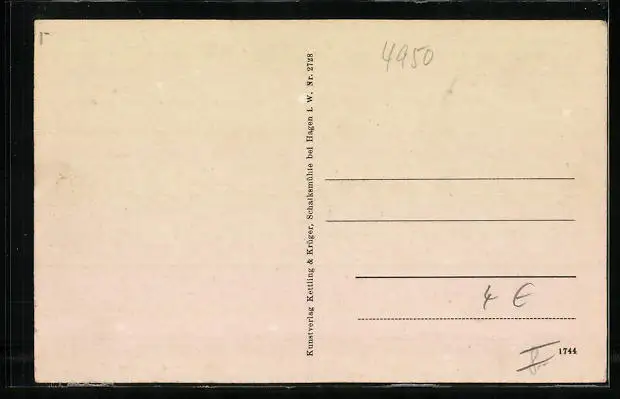 4950
Kunstverlag Kettling & Krüger, Schalksmühle bei Hagen i. W. Nr. 2728
4 €
1744